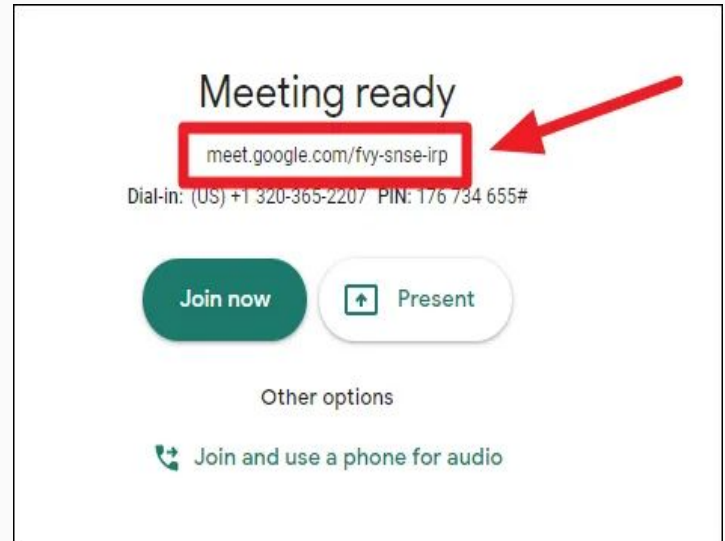 Meeting ready
meet.google.com/fvy-snse-irp
Dial-in: (US) +1 320-365-2207 PIN: 176 734 655#
Join now
Present
Other options
Join and use a phone for audio